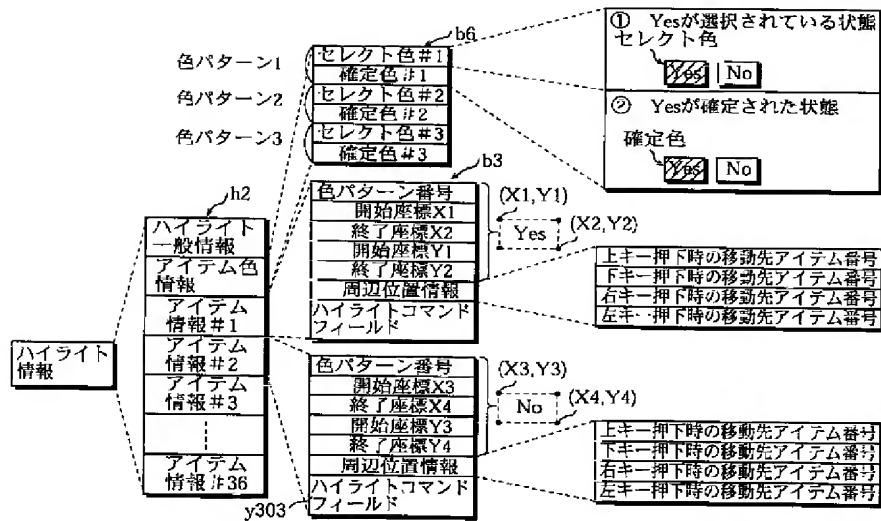 b6
色パターン1
色パターン2
色パターン3
セレクト色#1
確定色#1
セレクト色#2
確定色#2
セレクト色#3
確定色#3
① Yesが選択されている状態
セレクト色
Yes No
② Yesが確定された状態
確定色
Yes No
h2
ハイライト
情報
ハイライト
一般情報
アイテム色
情報
アイテム
情報#1
アイテム
情報#2
アイテム
情報#3
アイテム
情報#36
b3
色パターン番号
開始座標X1
終了座標X2
開始座標Y1
終了座標Y2
周辺位置情報
ハイライトコマンド
フィールド
(X1,Y1)
Yes
(X2,Y2)
上キー押下時の移動先アイテム番号
下キー押下時の移動先アイテム番号
右キー押下時の移動先アイテム番号
左キー押下時の移動先アイテム番号
色パターン番号
開始座標X3
終了座標X4
開始座標Y3
終了座標Y4
周辺位置情報
ハイライトコマンド
フィールド
y303
(X3,Y3)
No
(X4,Y4)
上キー押下時の移動先アイテム番号
下キー押下時の移動先アイテム番号
右キー押下時の移動先アイテム番号
左キー押下時の移動先アイテム番号